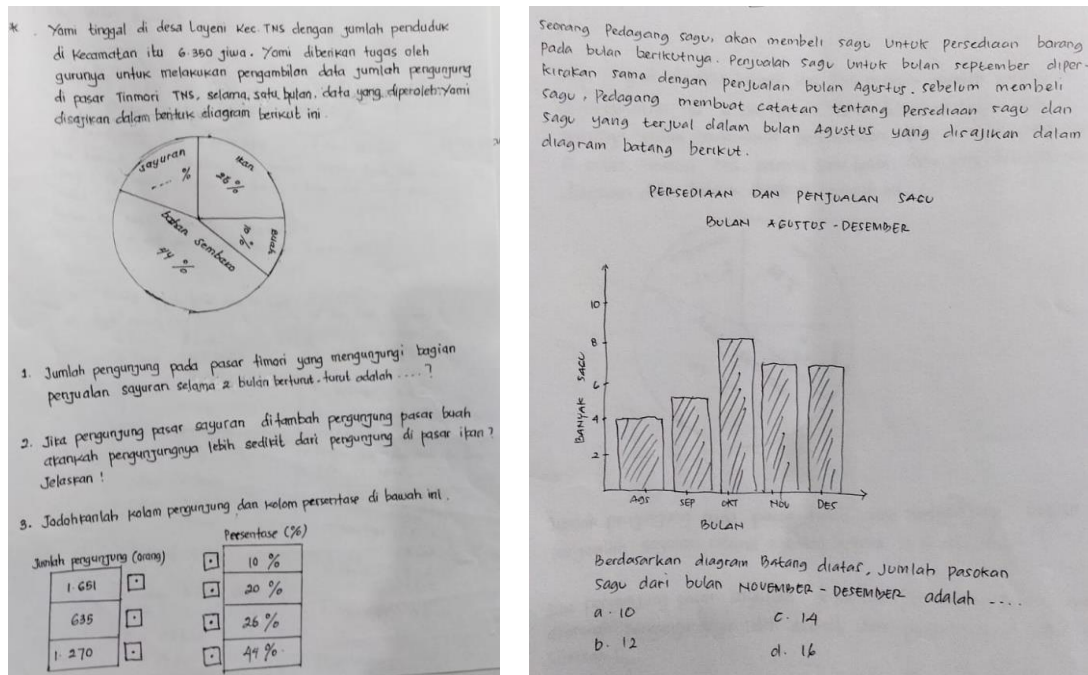 * . Yomi tinggal di desa Layeni Kec. TNS dengan jumlah penduduk
di Kecamatan itu 6.350 jiwa. Yomi diberikan tugas oleh
gurunya untuk melakukan pengambilan data jumlah pengunjung
di pasar Tinmori TNS, selama satu bulan. data yang diperoleh Yomi
disajikan dalam bentuk diagram berikut ini.
sayuran
.... %
ikan
26 %
Buah
%
bahan sembako
44 %
1. Jumlah pengunjung pada pasar timori yang mengunjungi bagian
penjualan sayuran selama 2 bulan berturut-turut adalah ....?
2. Jika pengunjung pasar sayuran ditambah pengunjung pasar buah
akankah pengunjungnya lebih sedikit dari pengunjung di pasar ikan?
Jelaskan !
3. Jodohkanlah kolom pengunjung dan kolom persentase di bawah ini.
Jumlah pengunjung (orang)
Persentase (%)
1.651
635
1.270
10 %
20 %
26 %
44 %
Seorang Pedagang sagu, akan membeli sagu untuk persediaan barang
pada bulan berikutnya. Penjualan sagu untuk bulan september diper-
kirakan sama dengan penjualan bulan Agustus. sebelum membeli
sagu, Pedagang membuat catatan tentang Persediaan sagu dan
sagu yang terjual dalam bulan Agustus yang disajikan dalam
diagram batang berikut.
PERSEDIAAN DAN PENJUALAN SAGU
BULAN AGUSTUS - DESEMBER
BANYAK SAGU
10
8
6
4
2
AGS SEP OKT NOV DES
BULAN
Berdasarkan diagram Batang diatas, Jumlah Pasokan
sagu dari bulan NOVEMBER - DESEMBER adalah ....
a. 10
c. 14
b. 12
d. 16